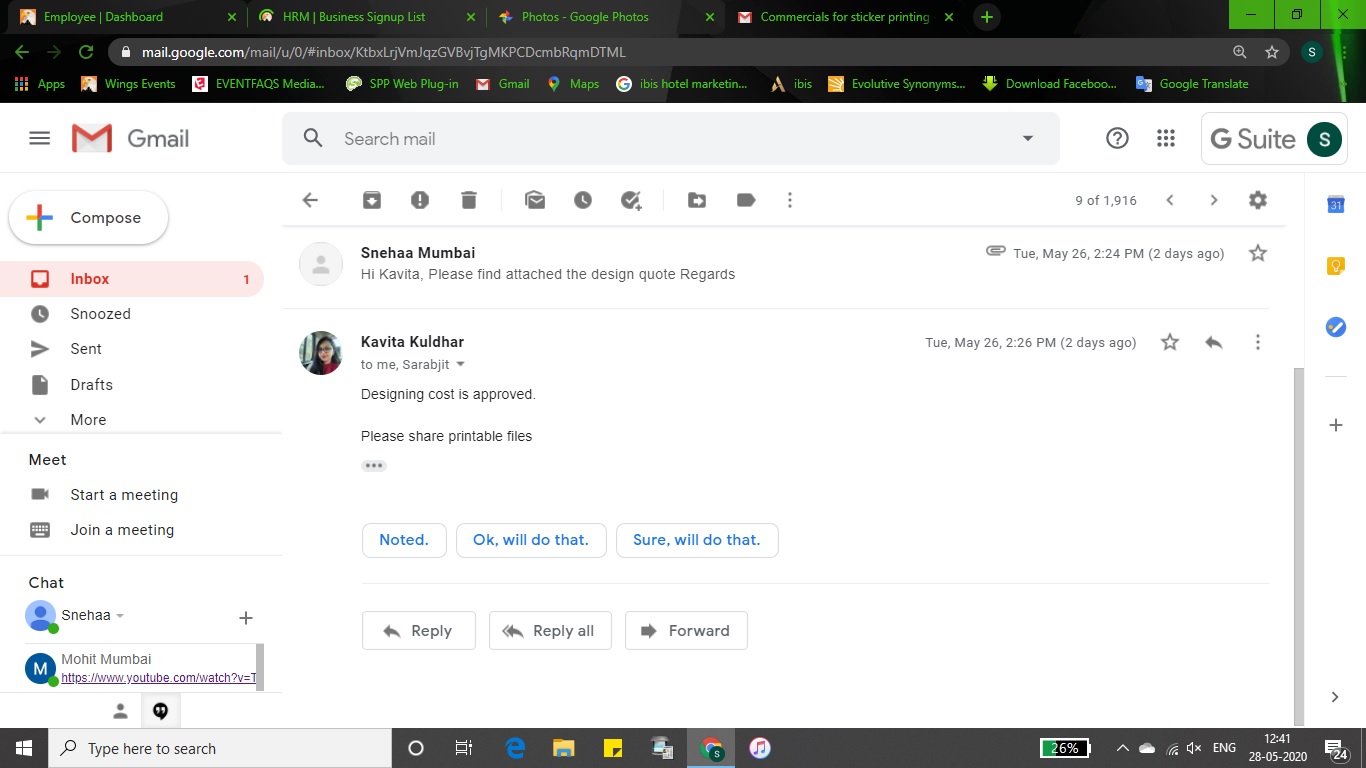 Employee | Dashboard
HRM | Business Signup List
Photos - Google Photos
Commercials for sticker printing
mail.google.com/mail/u/0/#inbox/KtbxLrjVmJqzGVBvjTgMKPCDcmbRqmDTML
S
Apps
Wings Events
EVENTFAQS Media...
SPP Web Plug-in
Gmail
Maps
ibis hotel marketin...
ibis
Evolutive Synonyms...
Download Faceboo...
Google Translate
Gmail
Search mail
G Suite
S
Compose
9 of 1,916
31
Inbox 1
Snoozed
Sent
Drafts
More
Meet
Start a meeting
Join a meeting
Chat
Snehaa
M
Mohit Mumbai
https://www.youtube.com/watch?v=T
Snehaa Mumbai
Tue, May 26, 2:24 PM (2 days ago)
Hi Kavita, Please find attached the design quote Regards
Kavita Kuldhar
Tue, May 26, 2:26 PM (2 days ago)
to me, Sarabjit
Designing cost is approved.
Please share printable files
Noted.
Ok, will do that.
Sure, will do that.
Reply
Reply all
Forward
Type here to search
S
26%
ENG
12:41
28-05-2020
24